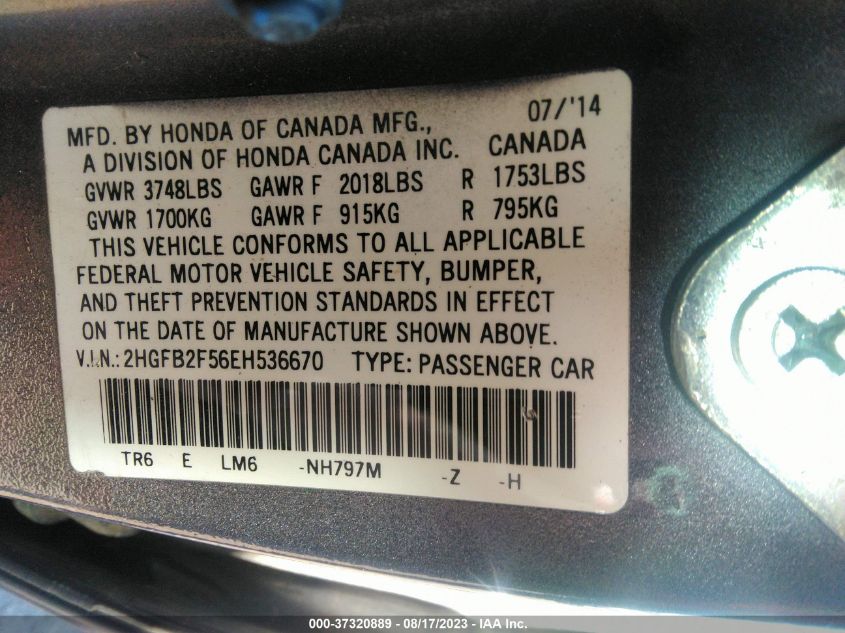 07/'14
MFD. BY HONDA OF CANADA MFG.,
A DIVISION OF HONDA CANADA INC. CANADA
GVWR 3748LBS GAWR F 2018LBS R 1753LBS
GVWR 1700KG GAWR F 915KG R 795KG
THIS VEHICLE CONFORMS TO ALL APPLICABLE
FEDERAL MOTOR VEHICLE SAFETY, BUMPER,
AND THEFT PREVENTION STANDARDS IN EFFECT
ON THE DATE OF MANUFACTURE SHOWN ABOVE.
V.I.N.: 2HGFB2F56EH536670 TYPE: PASSENGER CAR
TR6 E LM6 -NH797M -Z -H
000-37320889 - 08/17/2023 - IAA Inc.